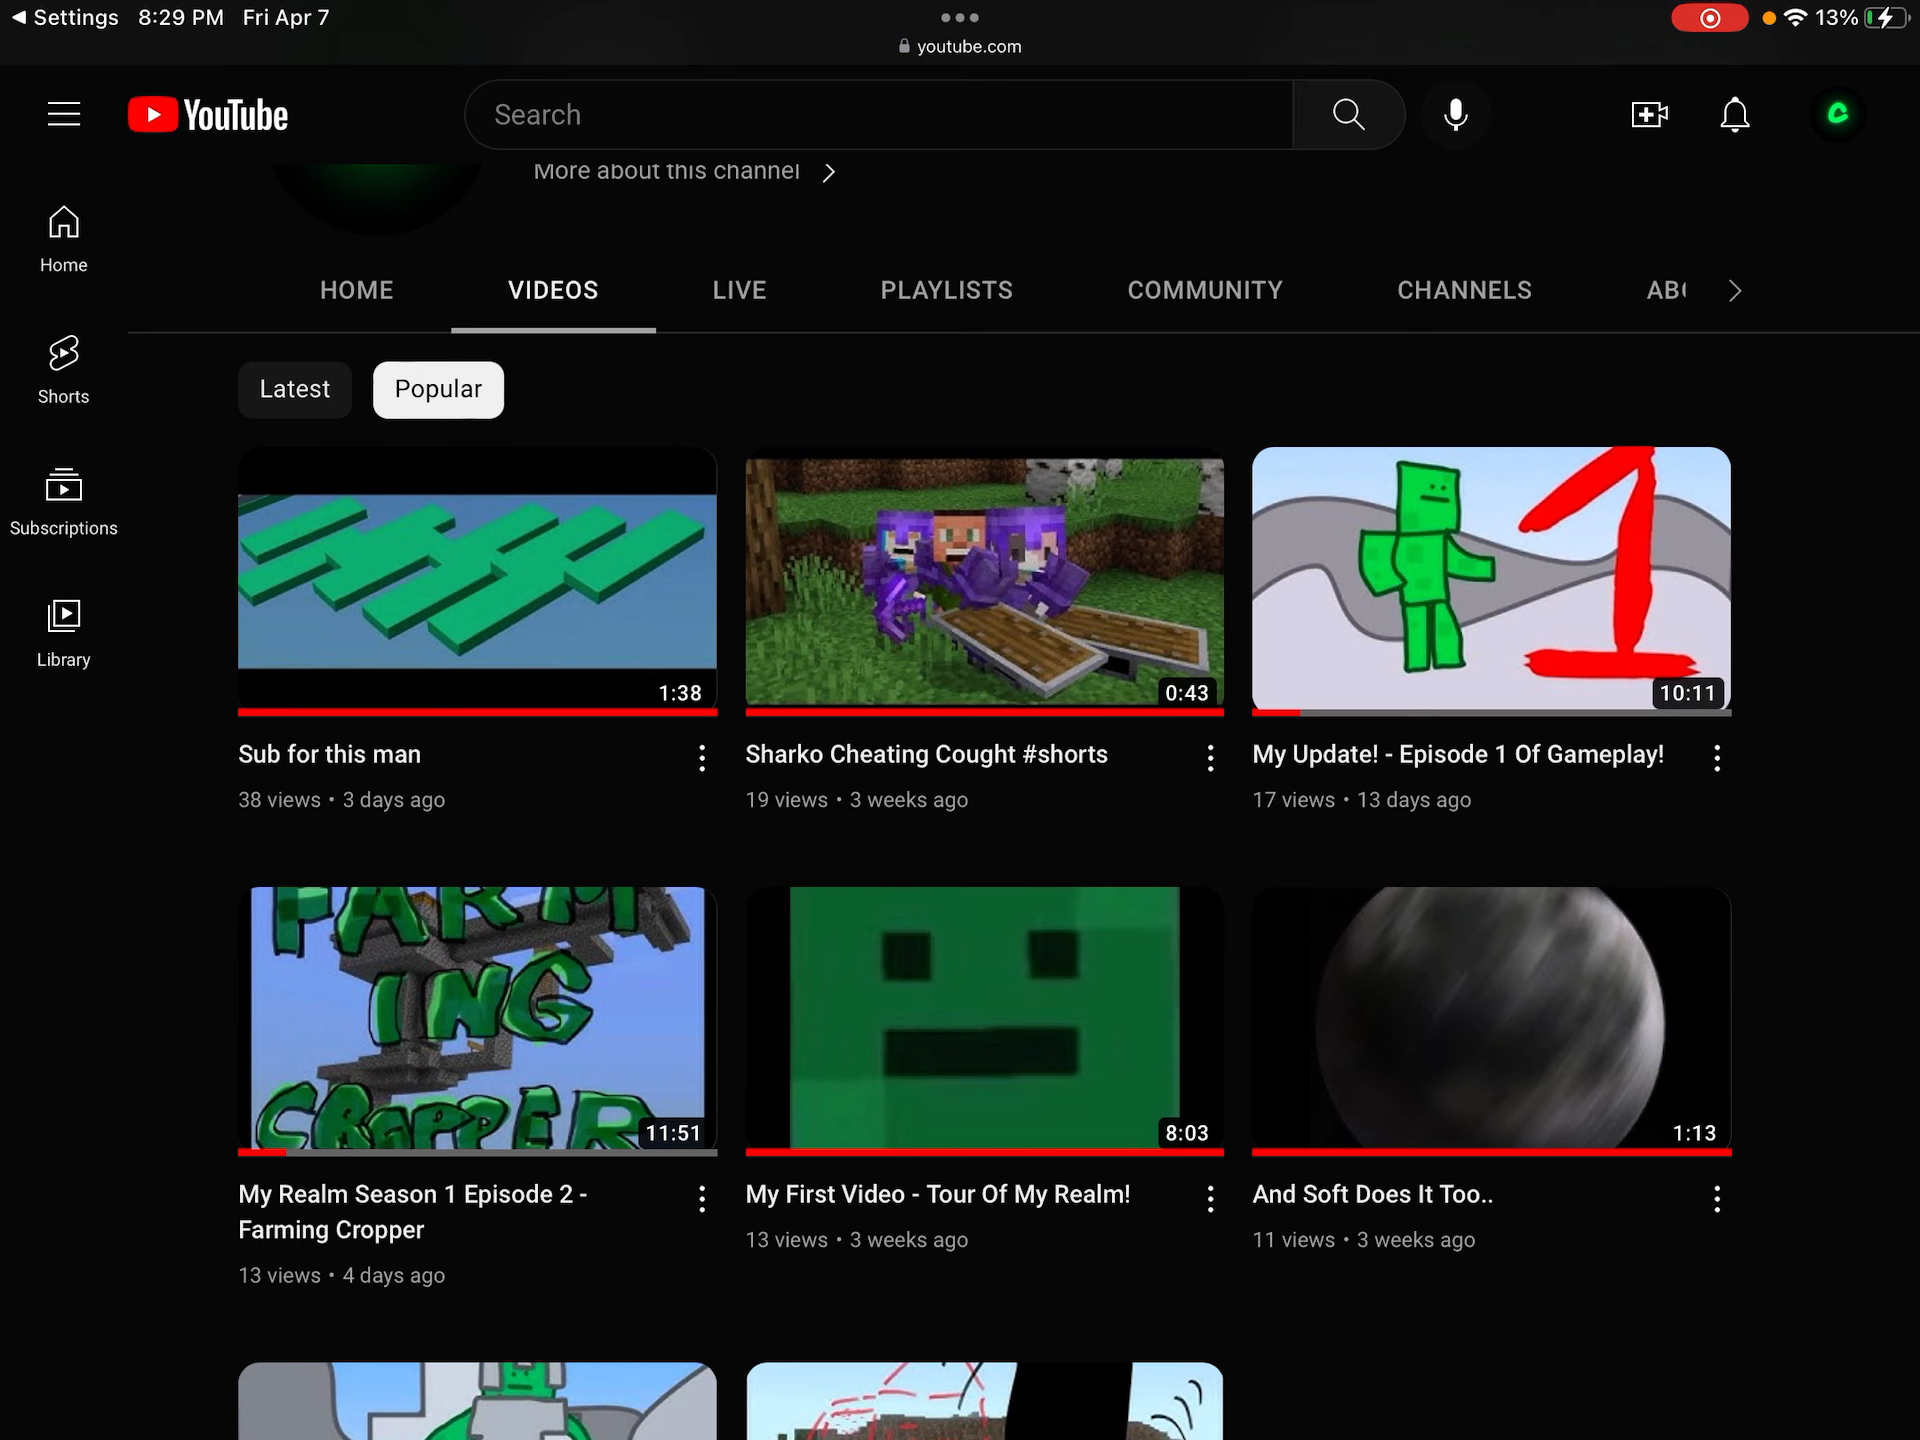 Settings 8:29 PM Fri Apr 7
13%
youtube.com
YouTube
Search
More about this channel
Home
Shorts
Subscriptions
Library
HOME VIDEOS LIVE PLAYLISTS COMMUNITY CHANNELS
Latest Popular
1:38
Sub for this man
38 views • 3 days ago
0:43
Sharko Cheating Cought #shorts
19 views • 3 weeks ago
1
10:11
My Update! - Episode 1 Of Gameplay!
17 views • 13 days ago
FARM
ING
CROPPER
11:51
My Realm Season 1 Episode 2 -
Farming Cropper
13 views • 4 days ago
8:03
My First Video - Tour Of My Realm!
13 views • 3 weeks ago
1:13
And Soft Does It Too..
11 views • 3 weeks ago